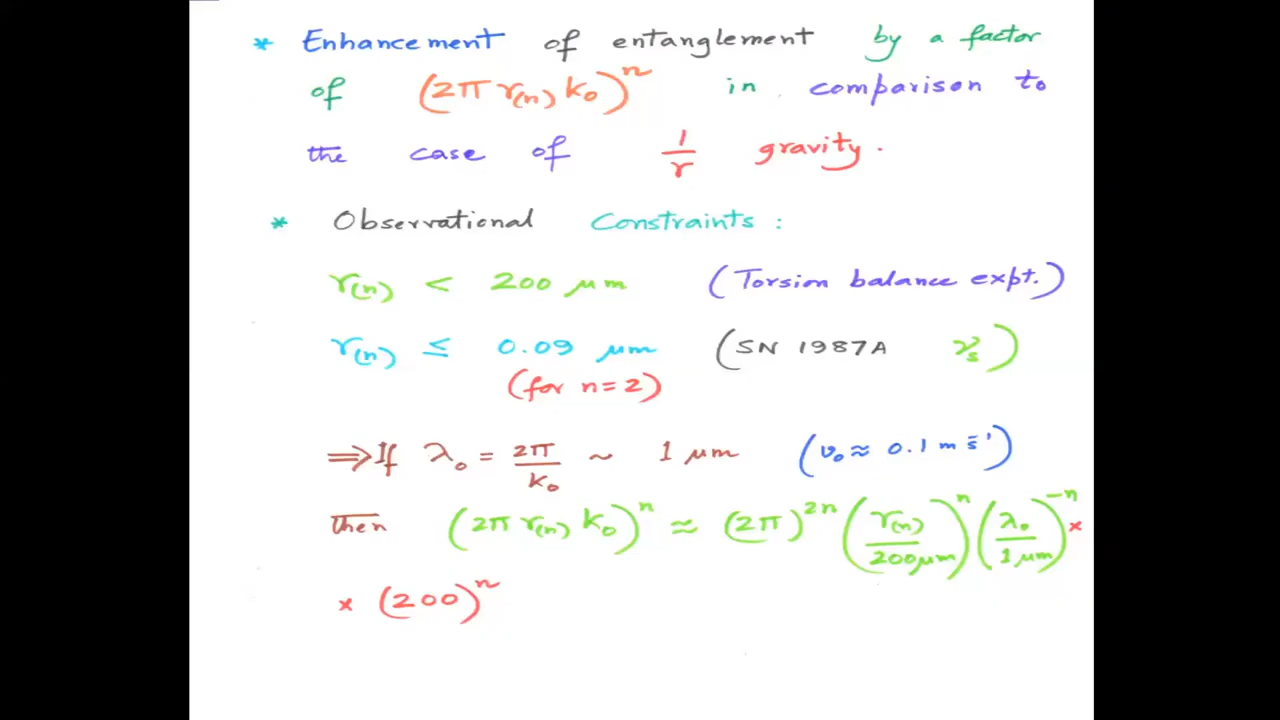 * Enhancement of entanglement by a factor
of (2π r(n) k₀)ⁿ in comparison to
the case of 1/r gravity.
* Observational Constraints :
r(n) < 200 μm (Torsion balance expt.)
r(n) ≤ 0.09 μm (SN 1987A γs)
(for n=2)
⟹ If λ₀ = 2π/k₀ ~ 1 μm (v₀ ≈ 0.1 m s⁻¹)
then (2π r(n) k₀)ⁿ ≈ (2π)²ⁿ (r(n)/200μm)ⁿ (λ₀/1μm)⁻ⁿ ×
× (200)ⁿ